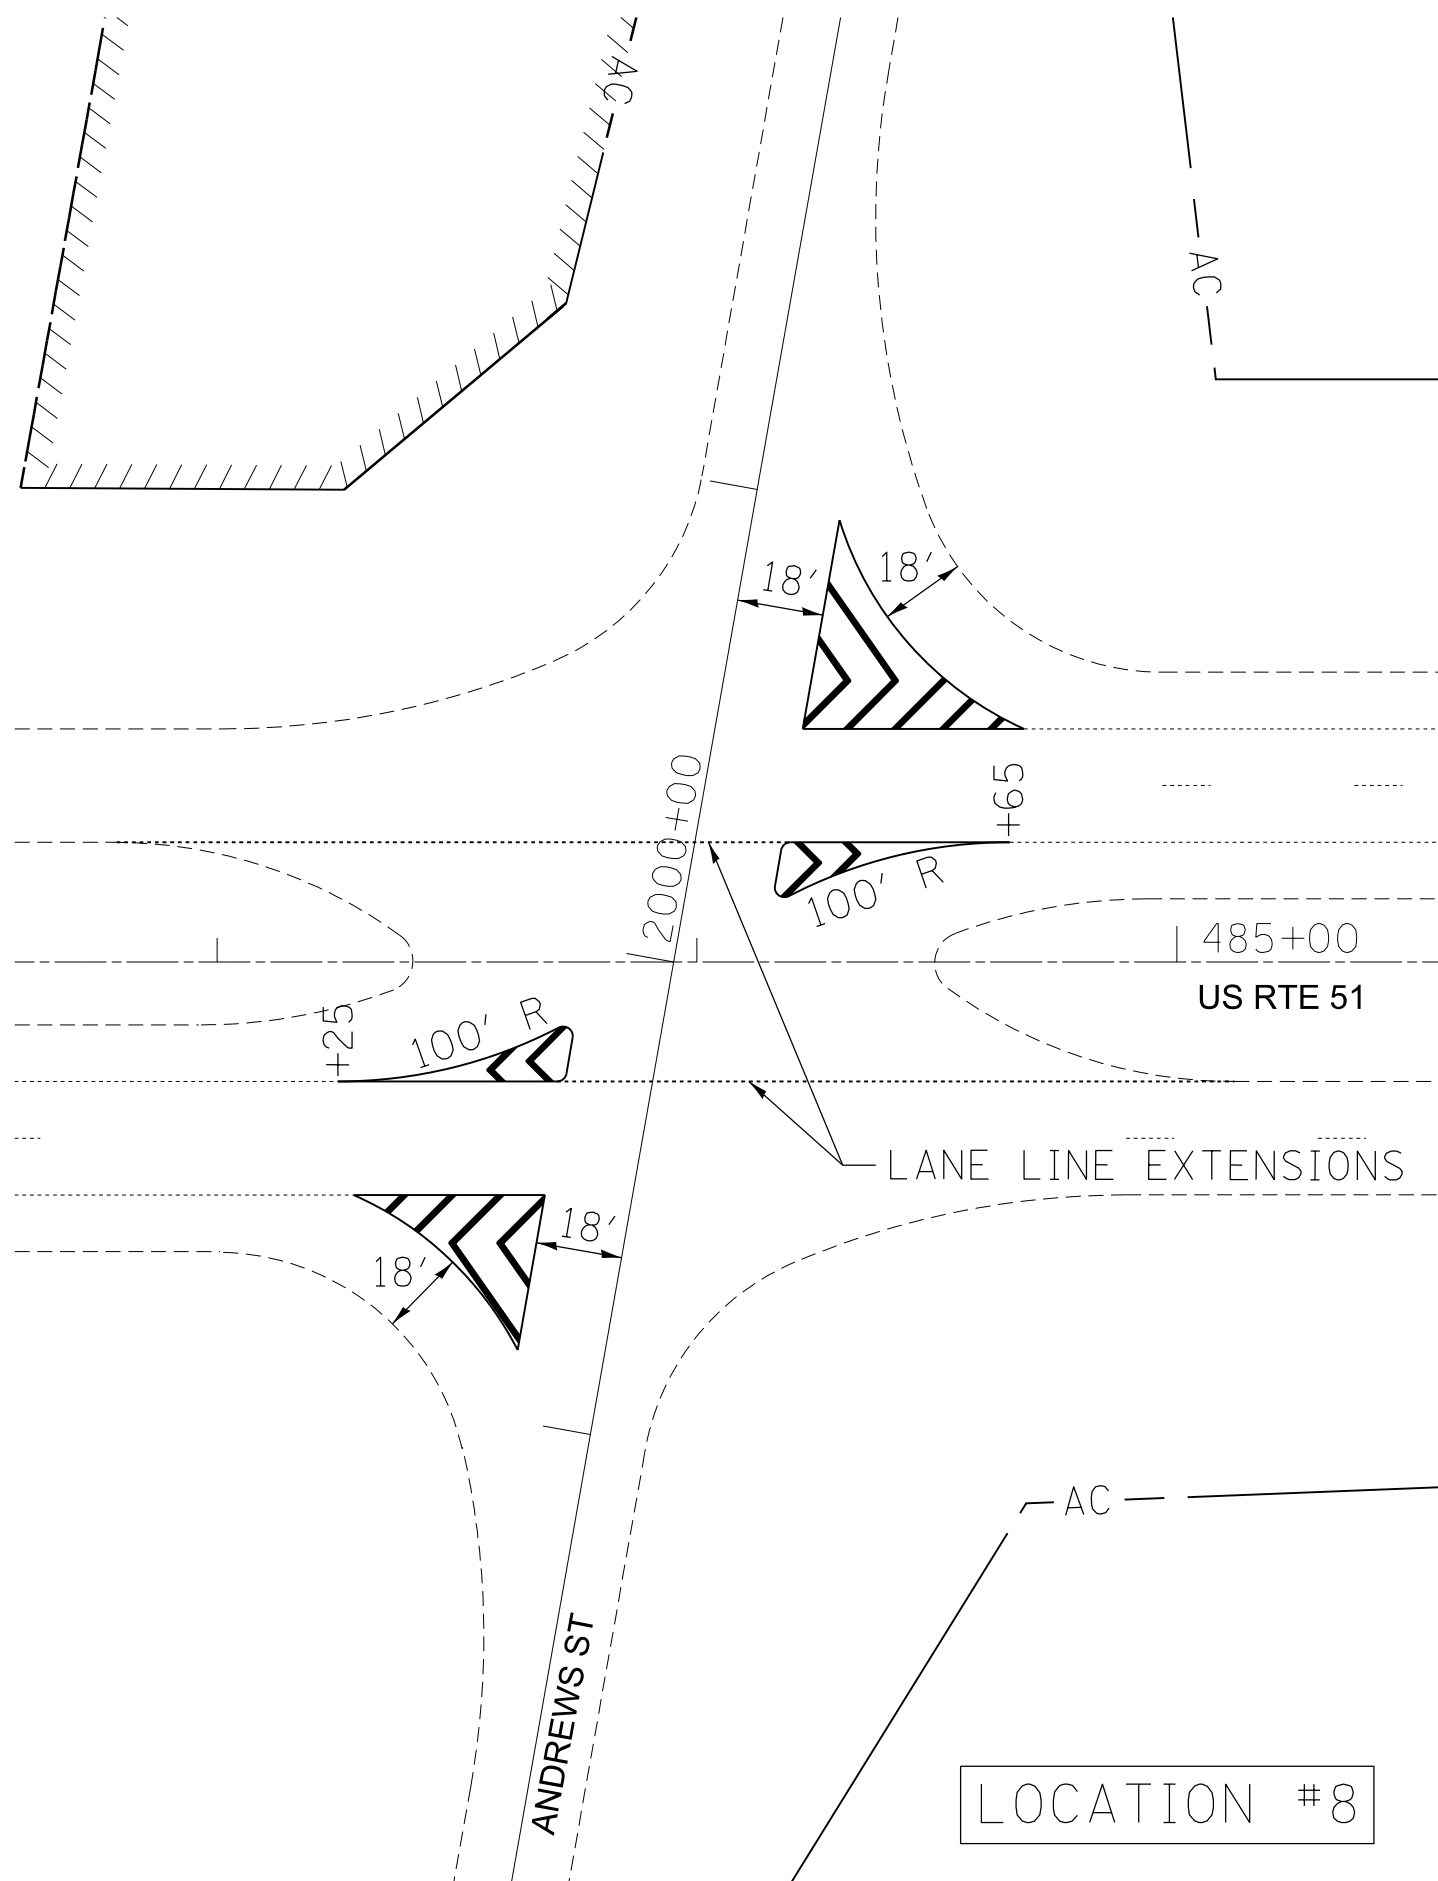 AC
AC
18'
18'
2000+00
+65
100' R
485+00
US RTE 51
+25
100' R
LANE LINE EXTENSIONS
18'
18'
AC
ANDREWS ST
LOCATION #8